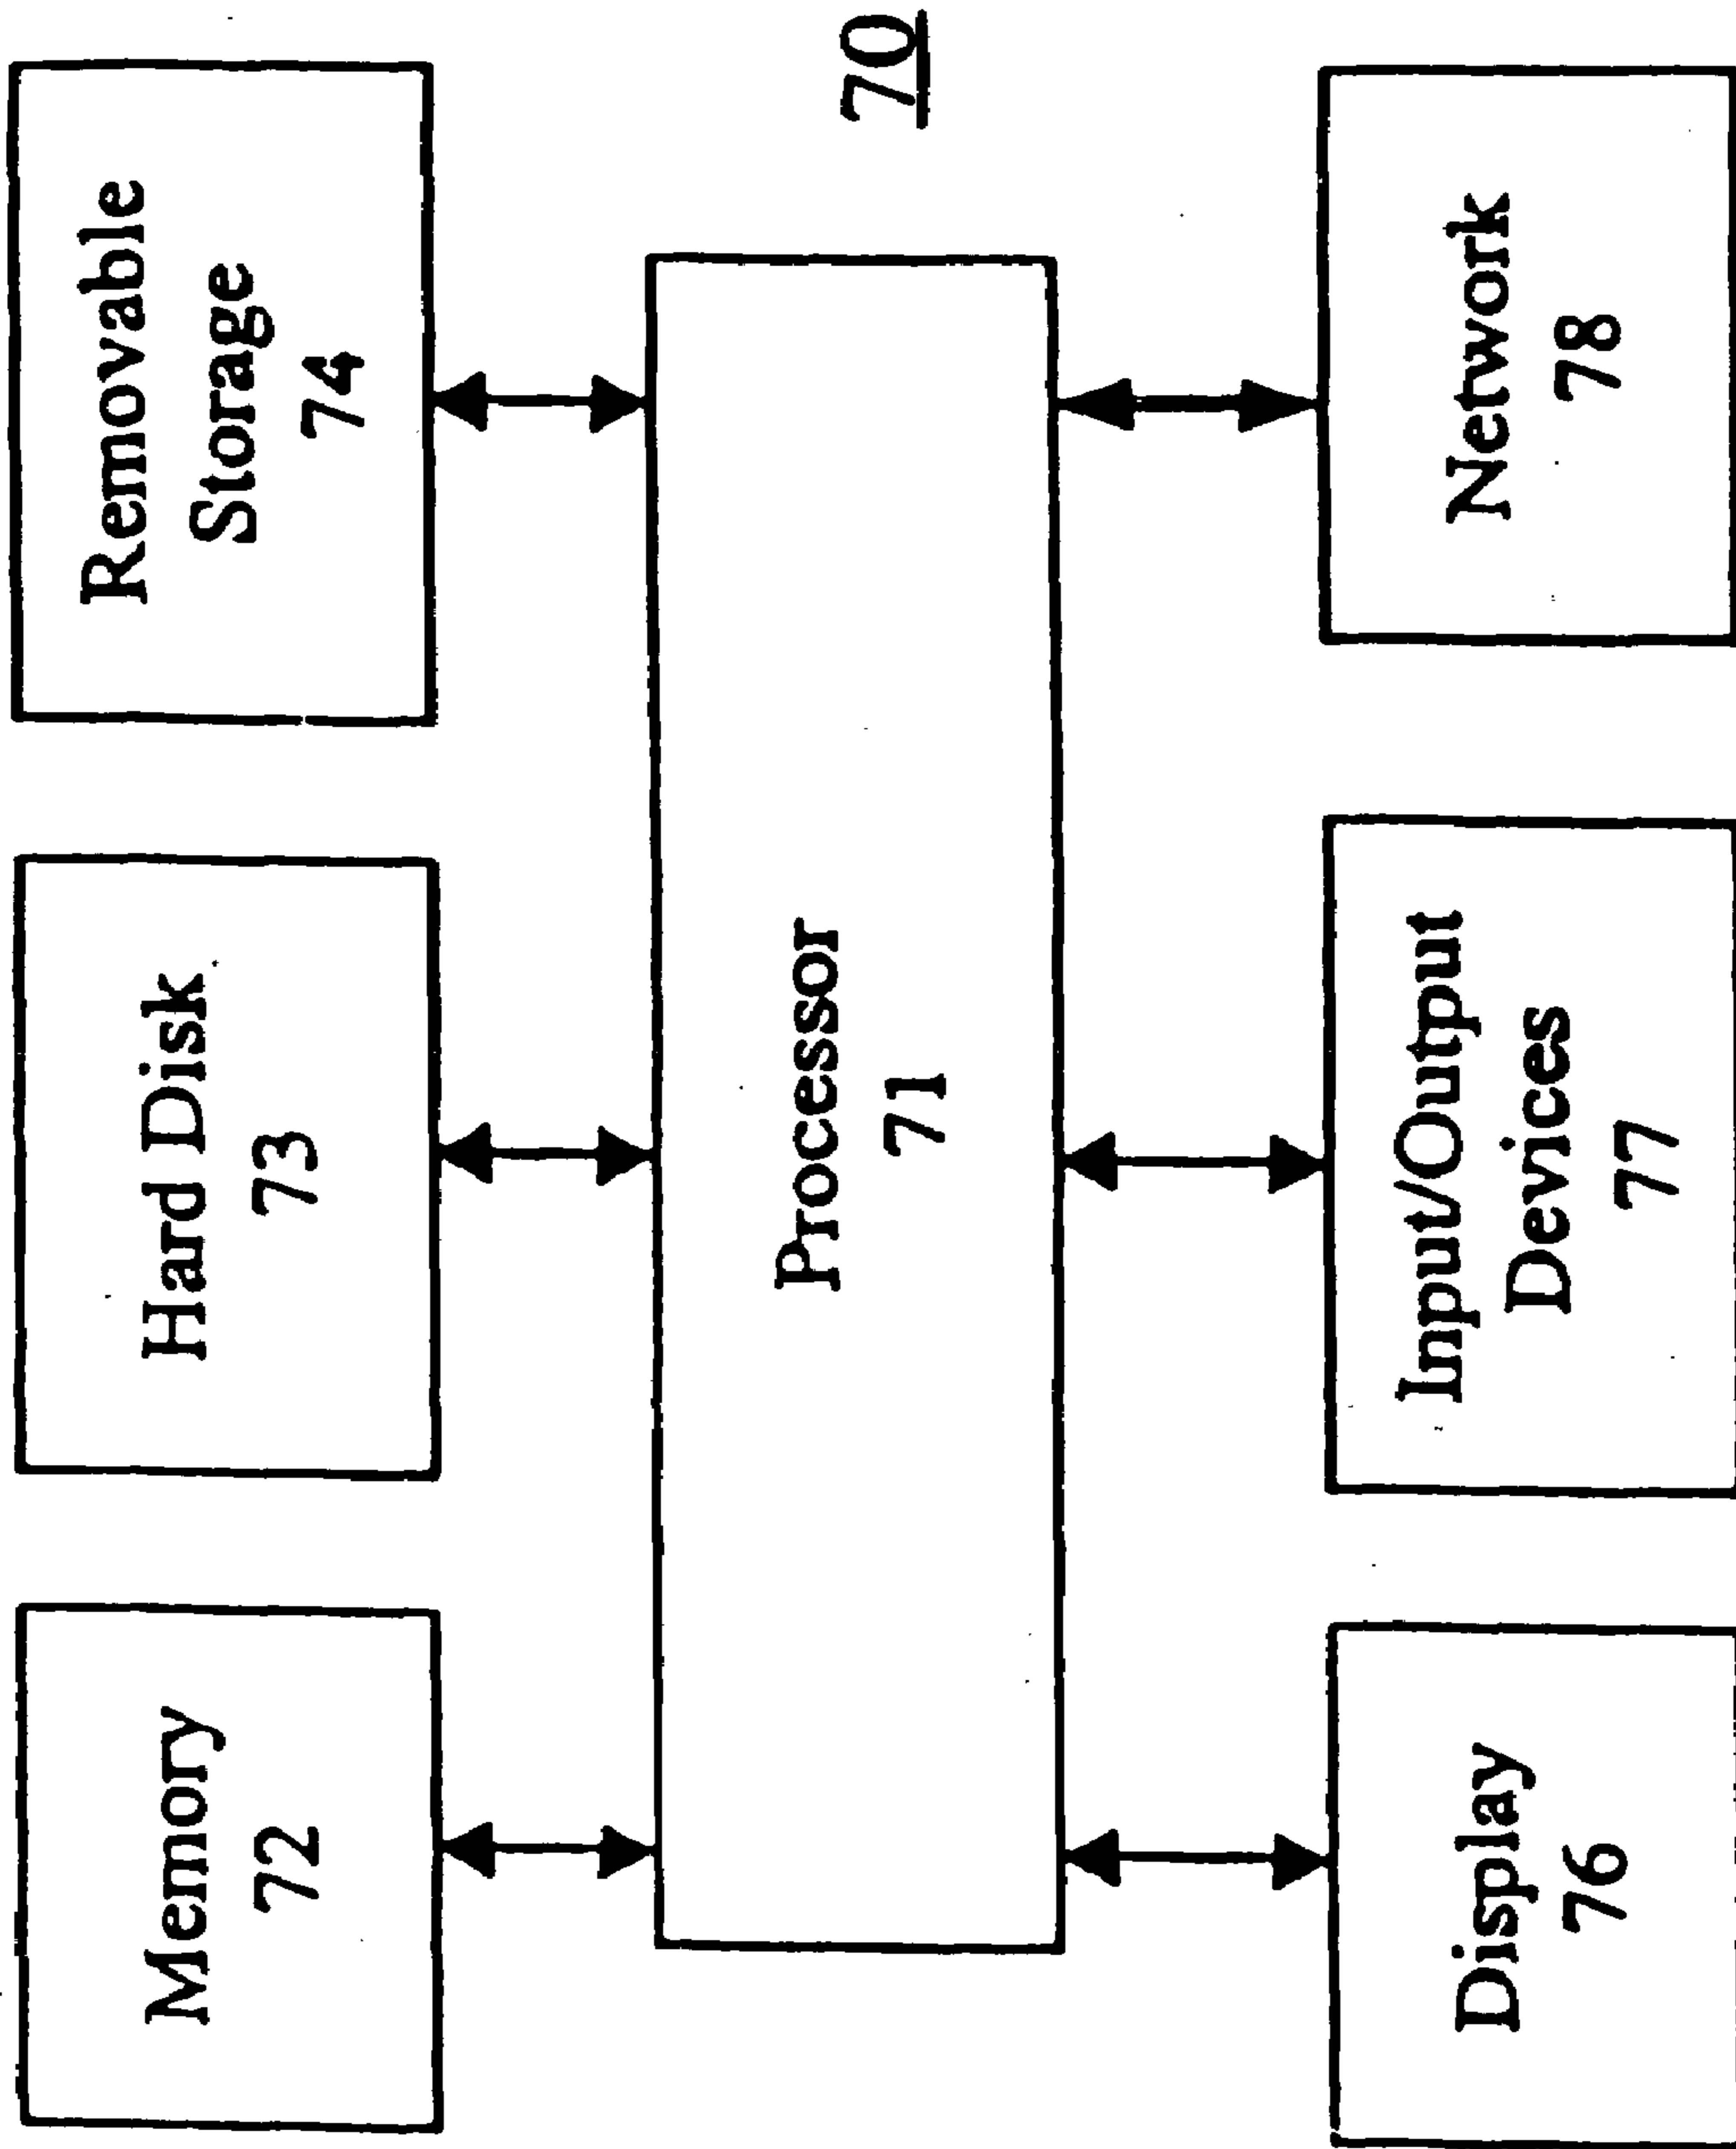 Memory
72
Hard Disk
73
Removable
Storage
74
Processor
71
70
Display
76
Input/Output
Devices
77
Network
78